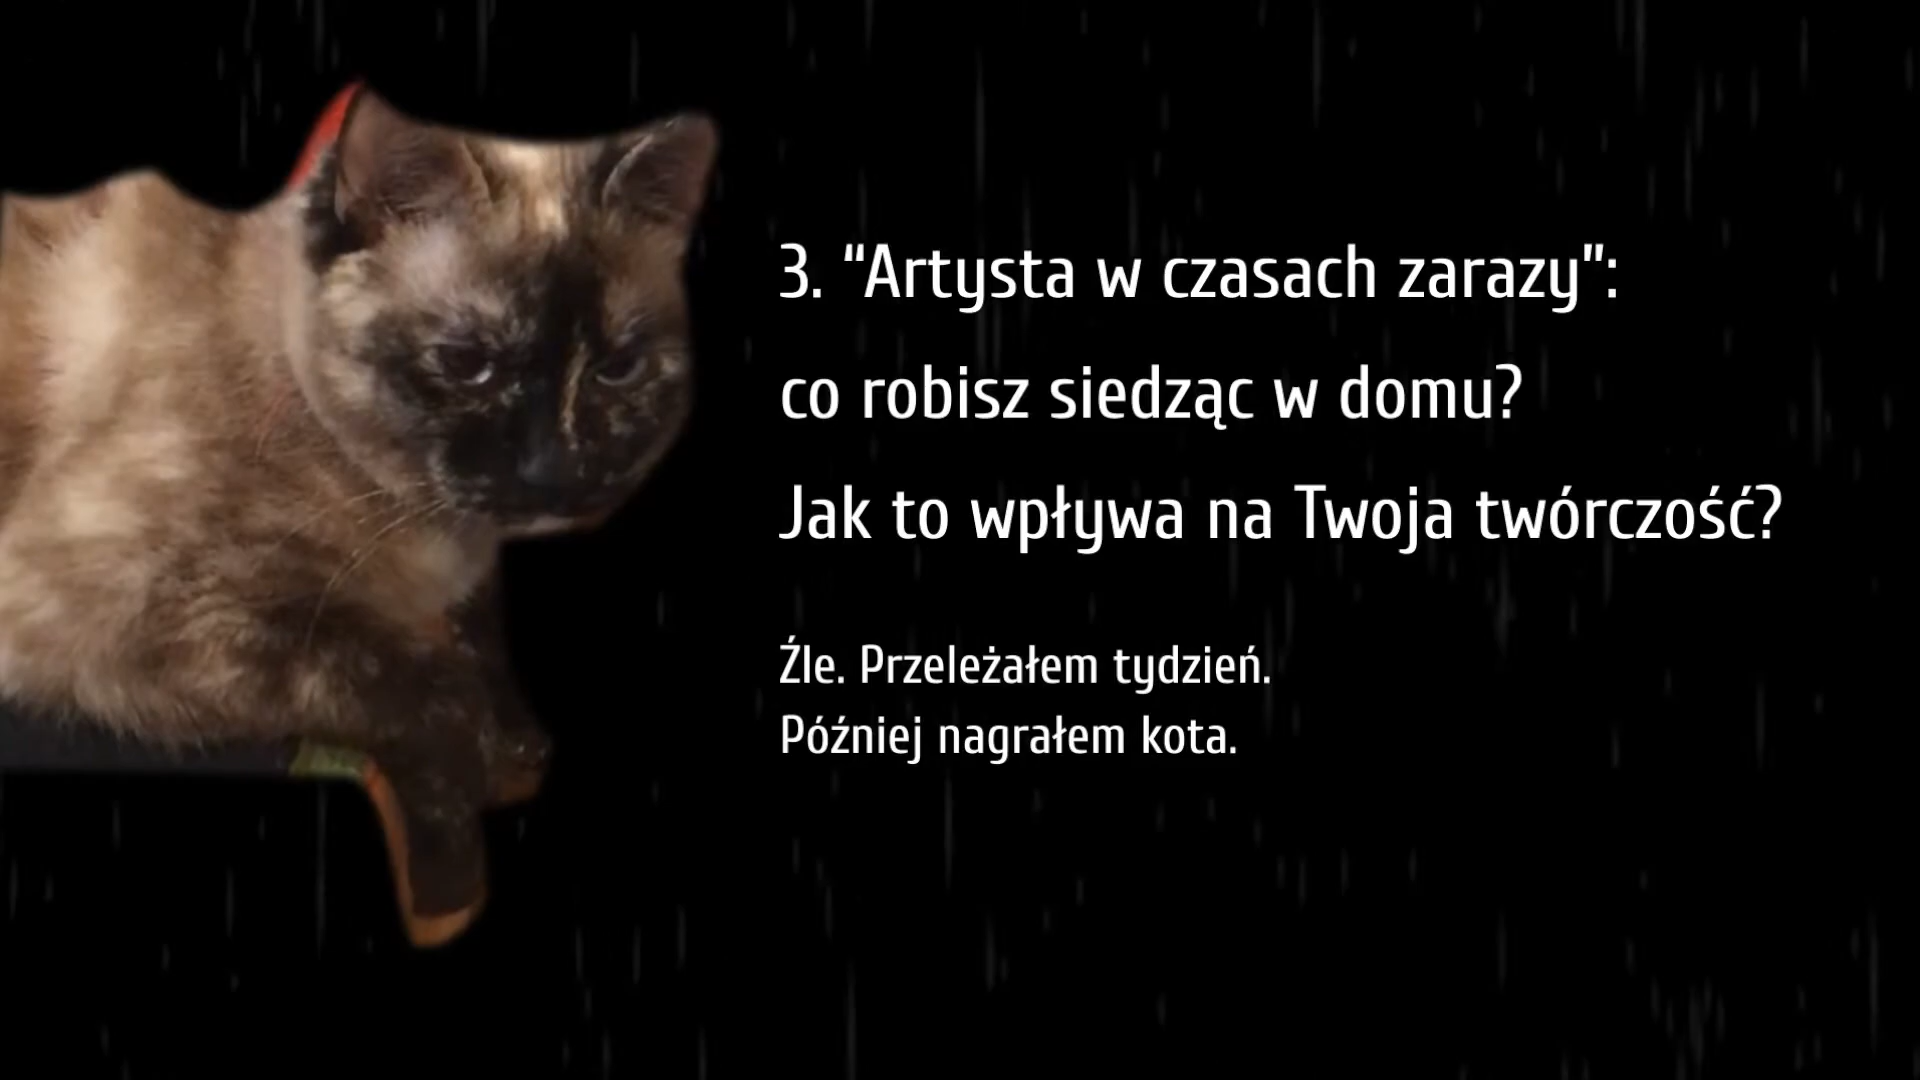 3. “Artysta w czasach zarazy”:
co robisz siedząc w domu?
Jak to wpływa na Twoja twórczość?
Źle. Przeleżałem tydzień.
Później nagrałem kota.